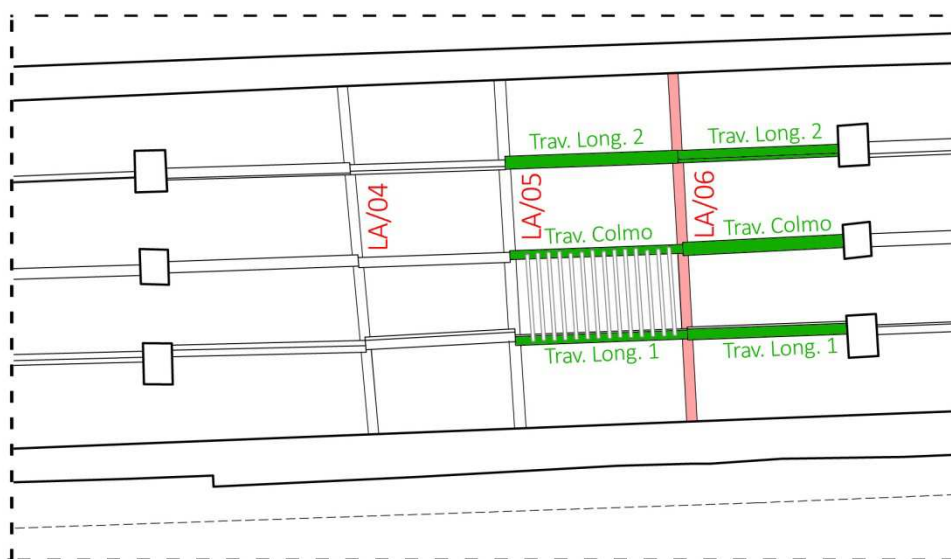 Trav. Long. 2
Trav. Long. 2
LA/04
LA/05
LA/06
Trav. Colmo
Trav. Colmo
Trav. Long. 1
Trav. Long. 1